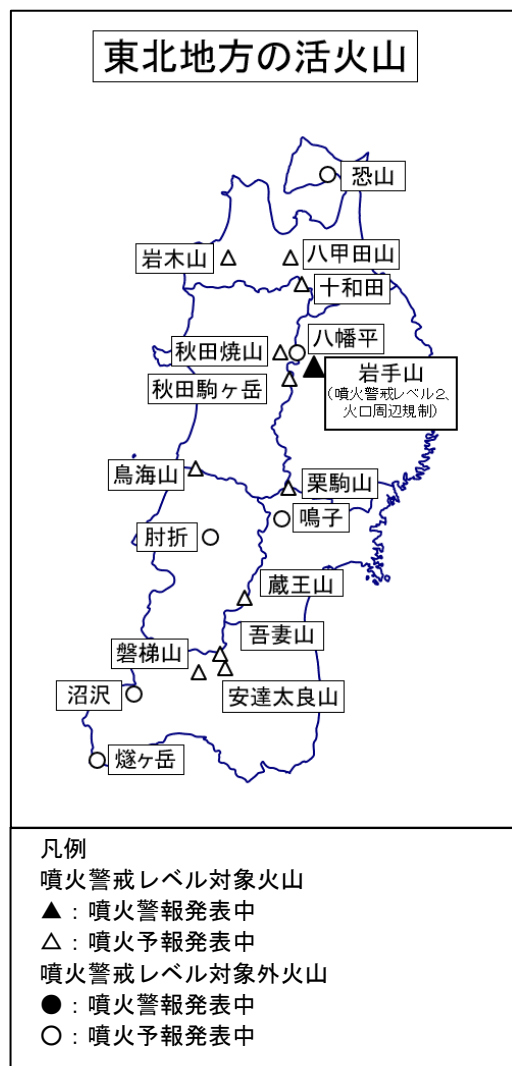 東北地方の活火山
恐山
岩木山
八甲田山
十和田
八幡平
秋田焼山
岩手山
(噴火警戒レベル2、
火口周辺規制)
秋田駒ヶ岳
鳥海山
栗駒山
鳴子
肘折
蔵王山
吾妻山
磐梯山
安達太良山
沼沢
燧ヶ岳
凡例
噴火警戒レベル対象火山
▲：噴火警報発表中
△：噴火予報発表中
噴火警戒レベル対象外火山
●：噴火警報発表中
○：噴火予報発表中